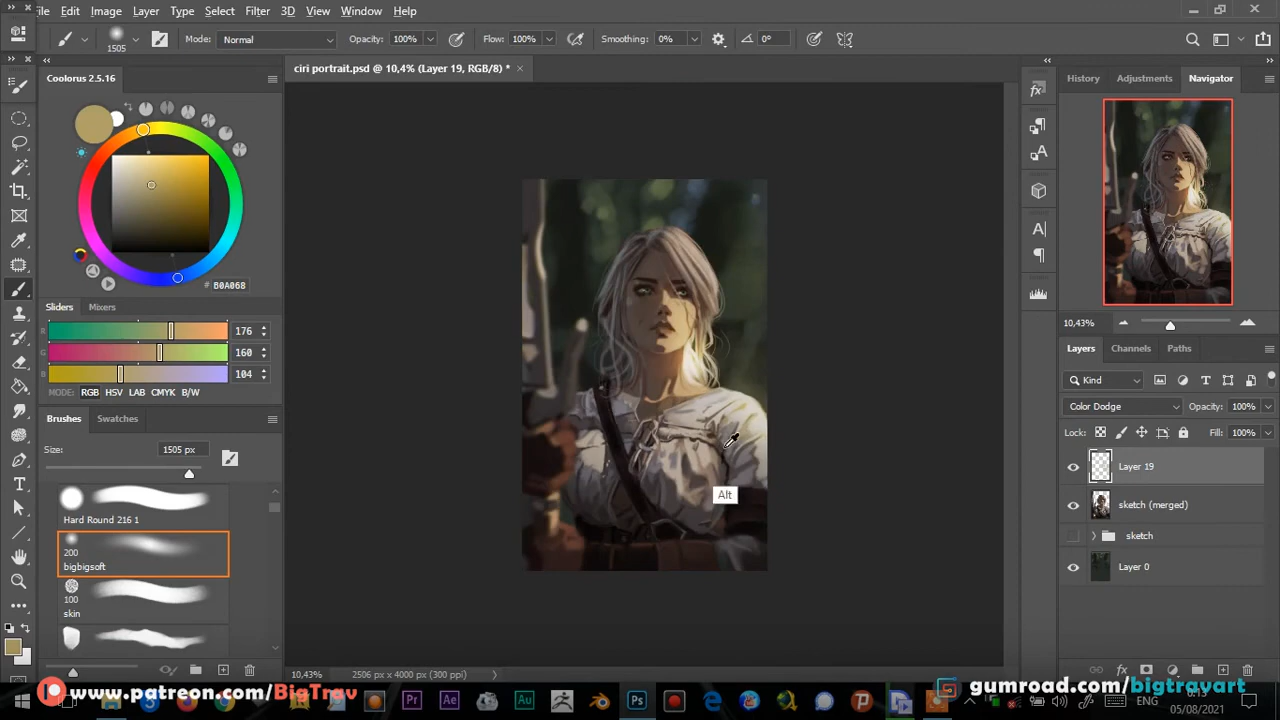 File Edit Image Layer Type Select Filter 3D View Window Help
1505 Mode: Normal Opacity: 100% Flow: 100% Smoothing: 0% 0°
Coolorus 2.5.16
ciri portrait.psd @ 10,4% (Layer 19, RGB/8) *
History Adjustments Navigator
# B0A068
Sliders Mixers
R 176
G 160
B 104
MODE: RGB HSV LAB CMYK B/W
Brushes Swatches
Size: 1505 px
Hard Round 216 1
200
bigbigsoft
100
skin
Alt
10,43%
Layers Channels Paths
Kind
Color Dodge Opacity: 100%
Lock: Fill: 100%
Layer 19
sketch (merged)
sketch
Layer 0
10,43% 2506 px x 4000 px (300 ppi)
www.patreon.com/BigTrav
gumroad.com/bigtravart
ENG
05/08/2021